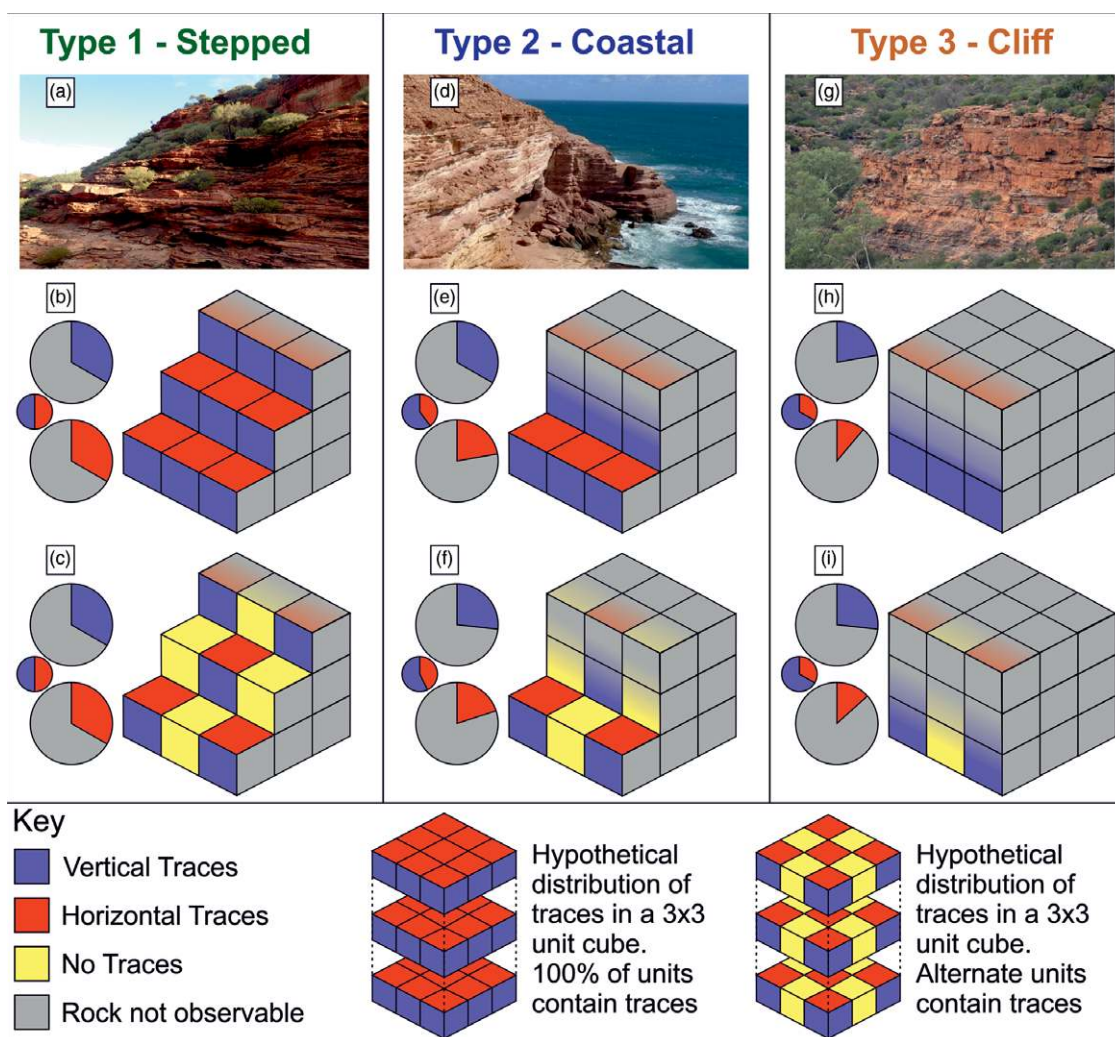 Type 1 - Stepped
Type 2 - Coastal
Type 3 - Cliff
(a)
(d)
(g)
(b)
(e)
(h)
(c)
(f)
(i)
Key
Vertical Traces
Horizontal Traces
No Traces
Rock not observable
Hypothetical
distribution of
traces in a 3x3
unit cube.
100% of units
contain traces
Hypothetical
distribution of
traces in a 3x3
unit cube.
Alternate units
contain traces